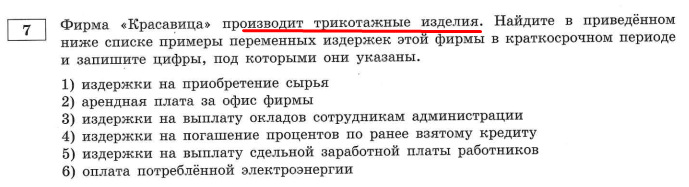 7
Фирма «Красавица» производит трикотажные изделия. Найдите в приведённом
ниже списке примеры переменных издержек этой фирмы в краткосрочном периоде
и запишите цифры, под которыми они указаны.
1) издержки на приобретение сырья
2) арендная плата за офис фирмы
3) издержки на выплату окладов сотрудникам администрации
4) издержки на погашение процентов по ранее взятому кредиту
5) издержки на выплату сдельной заработной платы работников
6) оплата потреблённой электроэнергии